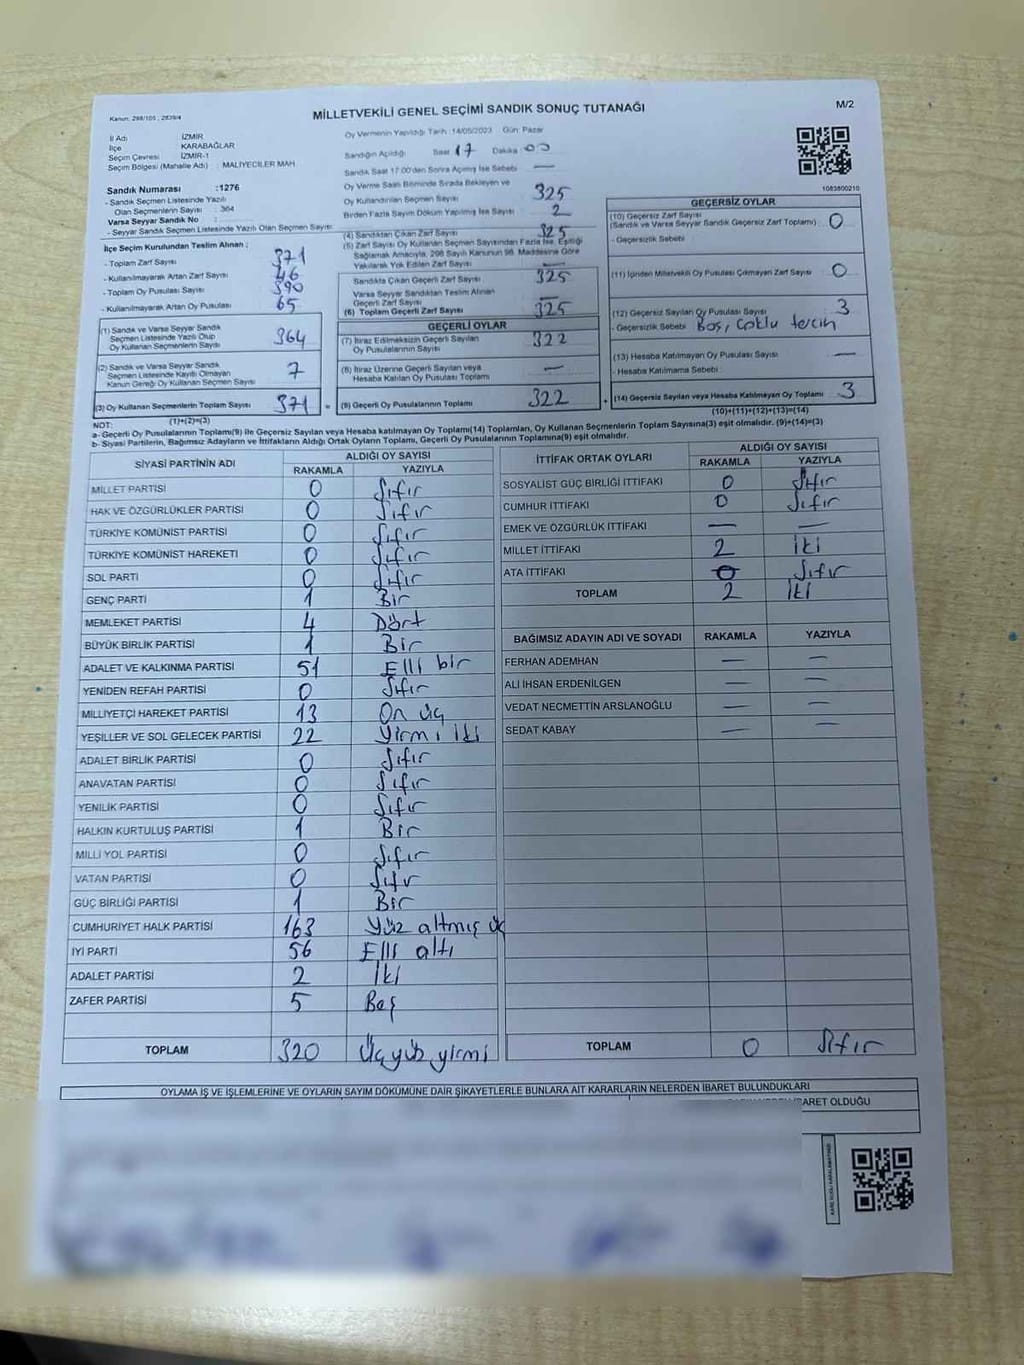 Kanun: 298/105 ; 2839/4
MİLLETVEKİLİ GENEL SEÇİMİ SANDIK SONUÇ TUTANAĞI
M/2
İl Adı : İZMİR
İlçe : KARABAĞLAR
Seçim Çevresi : İZMİR-1
Seçim Bölgesi (Mahalle Adı) : MALİYECİLER MAH.
Sandık Numarası :1276
- Sandık Seçmen Listesinde Yazılı
Olan Seçmenlerin Sayısı : 364
Varsa Seyyar Sandık No :
- Seyyar Sandık Seçmen Listesinde Yazılı Olan Seçmen Sayısı:
Oy Vermenin Yapıldığı Tarih :14/05/2023 Gün: Pazar
Sandığın Açıldığı Saat 17 Dakika 00
Sandık Saat 17.00'den Sonra Açılmış İse Sebebi —
Oy Verme Saati Bitiminde Sırada Bekleyen ve
Oy Kullandırılan Seçmen Sayısı 325
Birden Fazla Sayım Döküm Yapılmış İse Sayısı 2
1083800210
İlçe Seçim Kurulundan Teslim Alınan ;
- Toplam Zarf Sayısı 371
- Kullanılmayarak Artan Zarf Sayısı 46
- Toplam Oy Pusulası Sayısı 390
- Kullanılmayarak Artan Oy Pusulası 65
(1) Sandık ve Varsa Seyyar Sandık
Seçmen Listesinde Yazılı Olup
Oy Kullanan Seçmenlerin Sayısı 364
(2) Sandık ve Varsa Seyyar Sandık
Seçmen Listesinde Kayıtlı Olmayan
Kanun Gereği Oy Kullanan Seçmen Sayısı 7
(3) Oy Kullanan Seçmenlerin Toplam Sayısı 371 =
(1)+(2)=(3)
(4) Sandıktan Çıkan Zarf Sayısı 325
(5) Zarf Sayısı Oy Kullanan Seçmen Sayısından Fazla İse, Eşitliği
Sağlamak Amacıyla, 298 Sayılı Kanunun 98. Maddesine Göre
Yakılarak Yok Edilen Zarf Sayısı —
Sandıkta Çıkan Geçerli Zarf Sayısı 325
Varsa Seyyar Sandıktan Teslim Alınan
Geçerli Zarf Sayısı —
(6) Toplam Geçerli Zarf Sayısı 325
GEÇERLİ OYLAR
(7) İtiraz Edilmeksizin Geçerli Sayılan
Oy Pusulalarının Sayısı 322
(8) İtiraz Üzerine Geçerli Sayılan veya
Hesaba Katılan Oy Pusulası Toplamı —
(9) Geçerli Oy Pusulalarının Toplamı 322 +
GEÇERSİZ OYLAR
(10) Geçersiz Zarf Sayısı
(Sandık ve Varsa Seyyar Sandık Geçersiz Zarf Toplamı) 0
- Geçersizlik Sebebi
(11) İçinden Milletvekili Oy Pusulası Çıkmayan Zarf Sayısı 0
(12) Geçersiz Sayılan Oy Pusulası Sayısı 3
- Geçersizlik Sebebi Boş, çoklu tercih
(13) Hesaba Katılmayan Oy Pusulası Sayısı —
- Hesaba Katılmama Sebebi
(14) Geçersiz Sayılan veya Hesaba Katılmayan Oy Toplamı 3
(10)+(11)+(12)+(13)=(14)
NOT:
a- Geçerli Oy Pusulalarının Toplamı(9) ile Geçersiz Sayılan veya Hesaba katılmayan Oy Toplamı(14) Toplamları, Oy Kullanan Seçmenlerin Toplam Sayısına(3) eşit olmalıdır. (9)+(14)=(3)
b- Siyasi Partilerin, Bağımsız Adayların ve İttifakların Aldığı Ortak Oyların Toplamı, Geçerli Oy Pusulalarının Toplamına(9) eşit olmalıdır.
SİYASİ PARTİNİN ADI ALDIĞI OY SAYISI
RAKAMLA YAZIYLA
MİLLET PARTİSİ 0 Sıfır
HAK VE ÖZGÜRLÜKLER PARTİSİ 0 Sıfır
TÜRKİYE KOMÜNİST PARTİSİ 0 Sıfır
TÜRKİYE KOMÜNİST HAREKETİ 0 Sıfır
SOL PARTİ 0 Sıfır
GENÇ PARTİ 1 Bir
MEMLEKET PARTİSİ 4 Dört
BÜYÜK BİRLİK PARTİSİ 1 Bir
ADALET VE KALKINMA PARTİSİ 51 Elli bir
YENİDEN REFAH PARTİSİ 0 Sıfır
MİLLİYETÇİ HAREKET PARTİSİ 13 On üç
YEŞİLLER VE SOL GELECEK PARTİSİ 22 Yirmi iki
ADALET BİRLİK PARTİSİ 0 Sıfır
ANAVATAN PARTİSİ 0 Sıfır
YENİLİK PARTİSİ 0 Sıfır
HALKIN KURTULUŞ PARTİSİ 1 Bir
MİLLİ YOL PARTİSİ 0 Sıfır
VATAN PARTİSİ 0 Sıfır
GÜÇ BİRLİĞİ PARTİSİ 1 Bir
CUMHURİYET HALK PARTİSİ 163 Yüz altmış üç
İYİ PARTİ 56 Elli altı
ADALET PARTİSİ 2 İki
ZAFER PARTİSİ 5 Beş
TOPLAM 320 Üçyüz yirmi
İTTİFAK ORTAK OYLARI ALDIĞI OY SAYISI
RAKAMLA YAZIYLA
SOSYALİST GÜÇ BİRLİĞİ İTTİFAKI 0 Sıfır
CUMHUR İTTİFAKI 0 Sıfır
EMEK VE ÖZGÜRLÜK İTTİFAKI — —
MİLLET İTTİFAKI 2 İki
ATA İTTİFAKI 0 Sıfır
TOPLAM 2 İki
BAĞIMSIZ ADAYIN ADI VE SOYADI RAKAMLA YAZIYLA
FERHAN ADEMHAN — —
ALİ İHSAN ERDENİLGEN — —
VEDAT NECMETTİN ARSLANOĞLU — —
SEDAT KABAY — —
TOPLAM 0 Sıfır
OYLAMA İŞ VE İŞLEMLERİNE VE OYLARIN SAYIM DÖKÜMÜNE DAİR ŞİKAYETLERLE BUNLARA AİT KARARLARIN NELERDEN İBARET BULUNDUKLARI
İBARET OLDUĞU